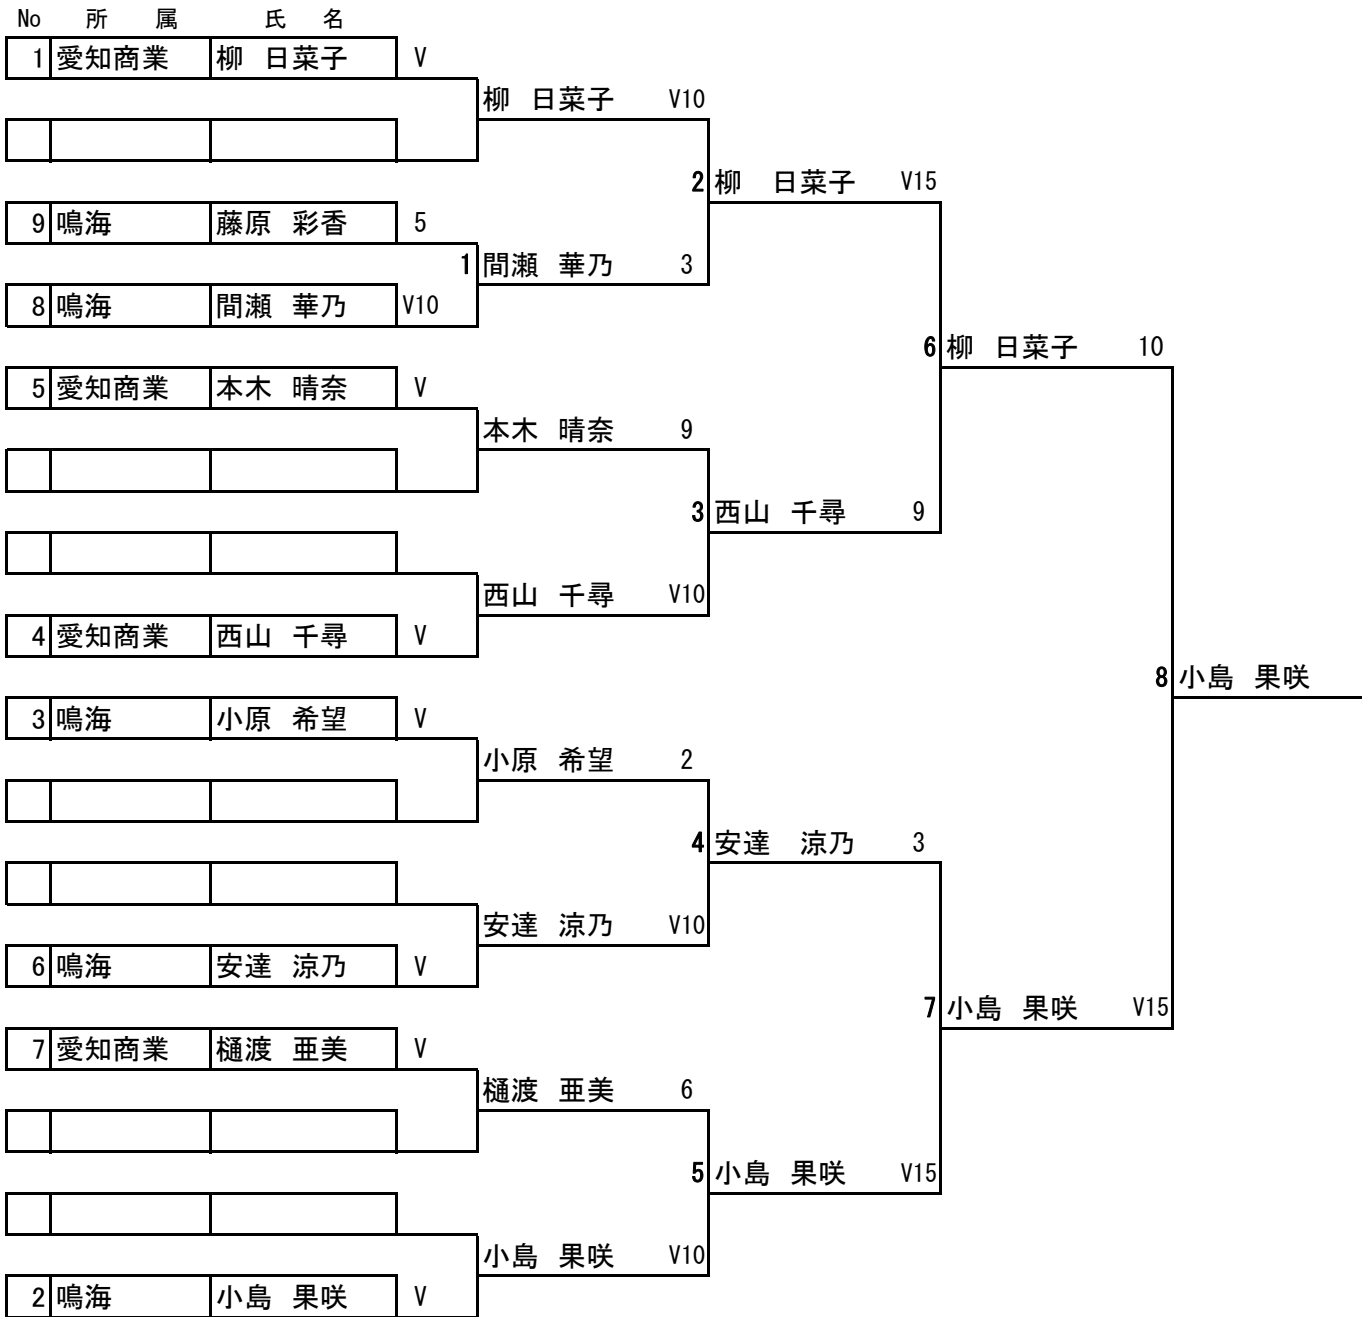 No 所 属 氏 名
1 愛知商業 柳 日菜子 V
柳 日菜子 V10
2 柳 日菜子 V15
9 鳴海 藤原 彩香 5
1 間瀬 華乃 3
8 鳴海 間瀬 華乃 V10
6 柳 日菜子 10
5 愛知商業 本木 晴奈 V
本木 晴奈 9
3 西山 千尋 9
西山 千尋 V10
4 愛知商業 西山 千尋 V
8 小島 果咲
3 鳴海 小原 希望 V
小原 希望 2
4 安達 涼乃 3
安達 涼乃 V10
6 鳴海 安達 涼乃 V
7 小島 果咲 V15
7 愛知商業 樋渡 亜美 V
樋渡 亜美 6
5 小島 果咲 V15
小島 果咲 V10
2 鳴海 小島 果咲 V